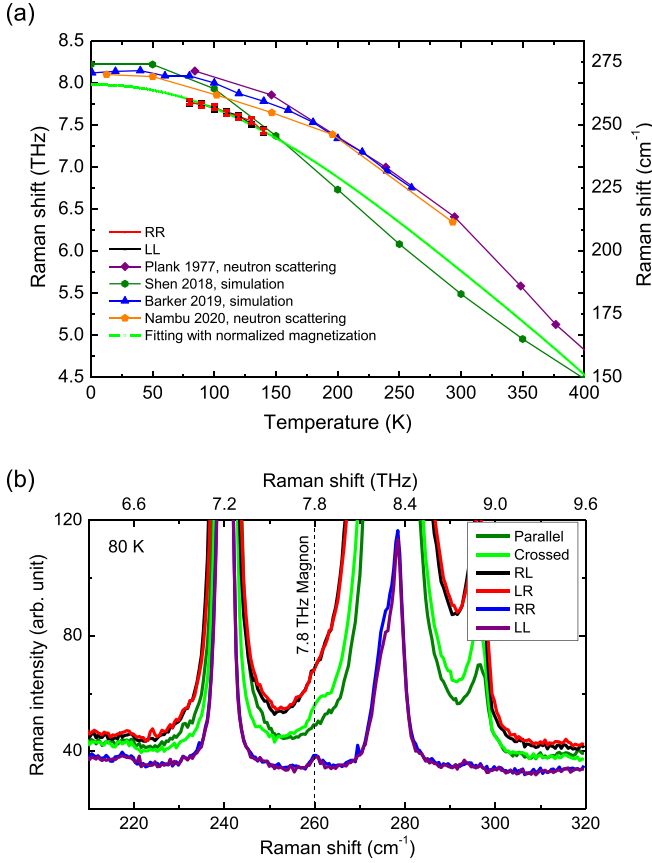 (a)
8.5
8.0
7.5
7.0
6.5
6.0
5.5
5.0
4.5
Raman shift (THz)
275
250
225
200
175
150
Raman shift (cm-1)
RR
LL
Plank 1977, neutron scattering
Shen 2018, simulation
Barker 2019, simulation
Nambu 2020, neutron scattering
Fitting with normalized magnetization
0 50 100 150 200 250 300 350 400
Temperature (K)
(b)
Raman shift (THz)
6.6 7.2 7.8 8.4 9.0 9.6
120
80
40
Raman intensity (arb. unit)
80 K
7.8 THz Magnon
Parallel
Crossed
RL
LR
RR
LL
220 240 260 280 300 320
Raman shift (cm-1)